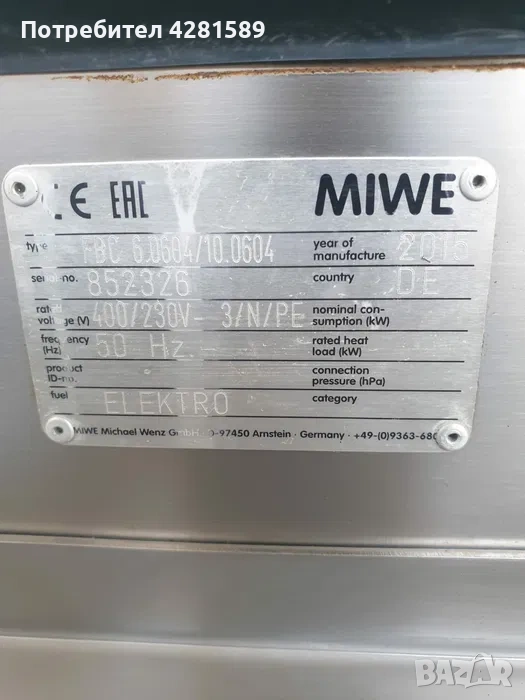 Потребител 4281589
CE EAC MIWE
type FBC 6.0604/10.0604 year of manufacture
serial-no. 852326 country DE
rated voltage (V) 400/230V- 3/N/PE nominal con-sumption (kW)
frequency (Hz) 50 Hz. rated heat load (kW)
product ID-no. connection pressure (hPa)
fuel ELEKTRO category
MIWE Michael Wenz GmbH D-97450 Arnstein · Germany · +49-(0)9363-680
BAZAR